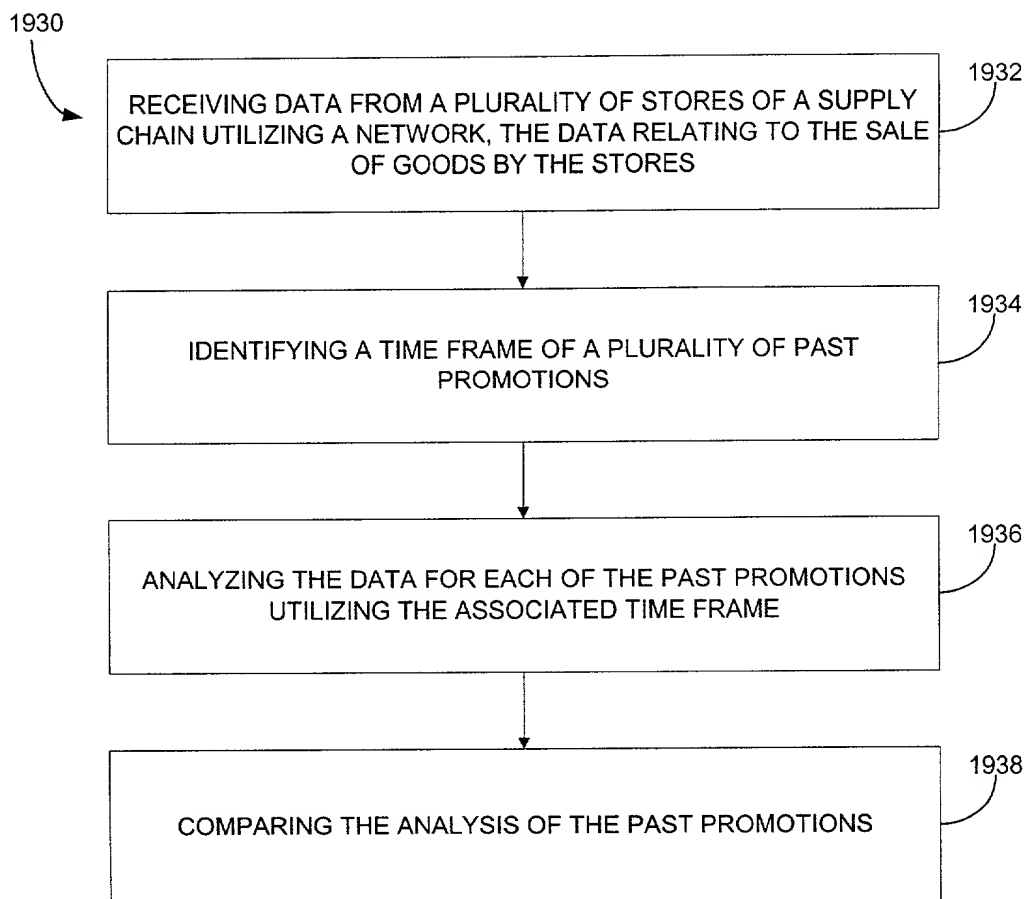 1930
1932
RECEIVING DATA FROM A PLURALITY OF STORES OF A SUPPLY
CHAIN UTILIZING A NETWORK, THE DATA RELATING TO THE SALE
OF GOODS BY THE STORES
1934
IDENTIFYING A TIME FRAME OF A PLURALITY OF PAST
PROMOTIONS
1936
ANALYZING THE DATA FOR EACH OF THE PAST PROMOTIONS
UTILIZING THE ASSOCIATED TIME FRAME
1938
COMPARING THE ANALYSIS OF THE PAST PROMOTIONS